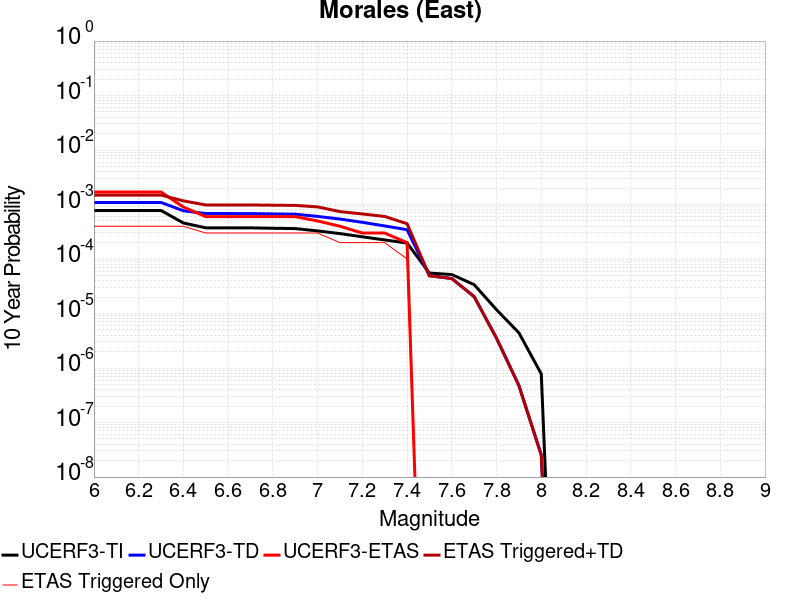 Morales (East)
10 Year Probability
10^0
10^-1
10^-2
10^-3
10^-4
10^-5
10^-6
10^-7
10^-8
6 6.2 6.4 6.6 6.8 7 7.2 7.4 7.6 7.8 8 8.2 8.4 8.6 8.8 9
Magnitude
UCERF3-TI UCERF3-TD UCERF3-ETAS ETAS Triggered+TD
ETAS Triggered Only